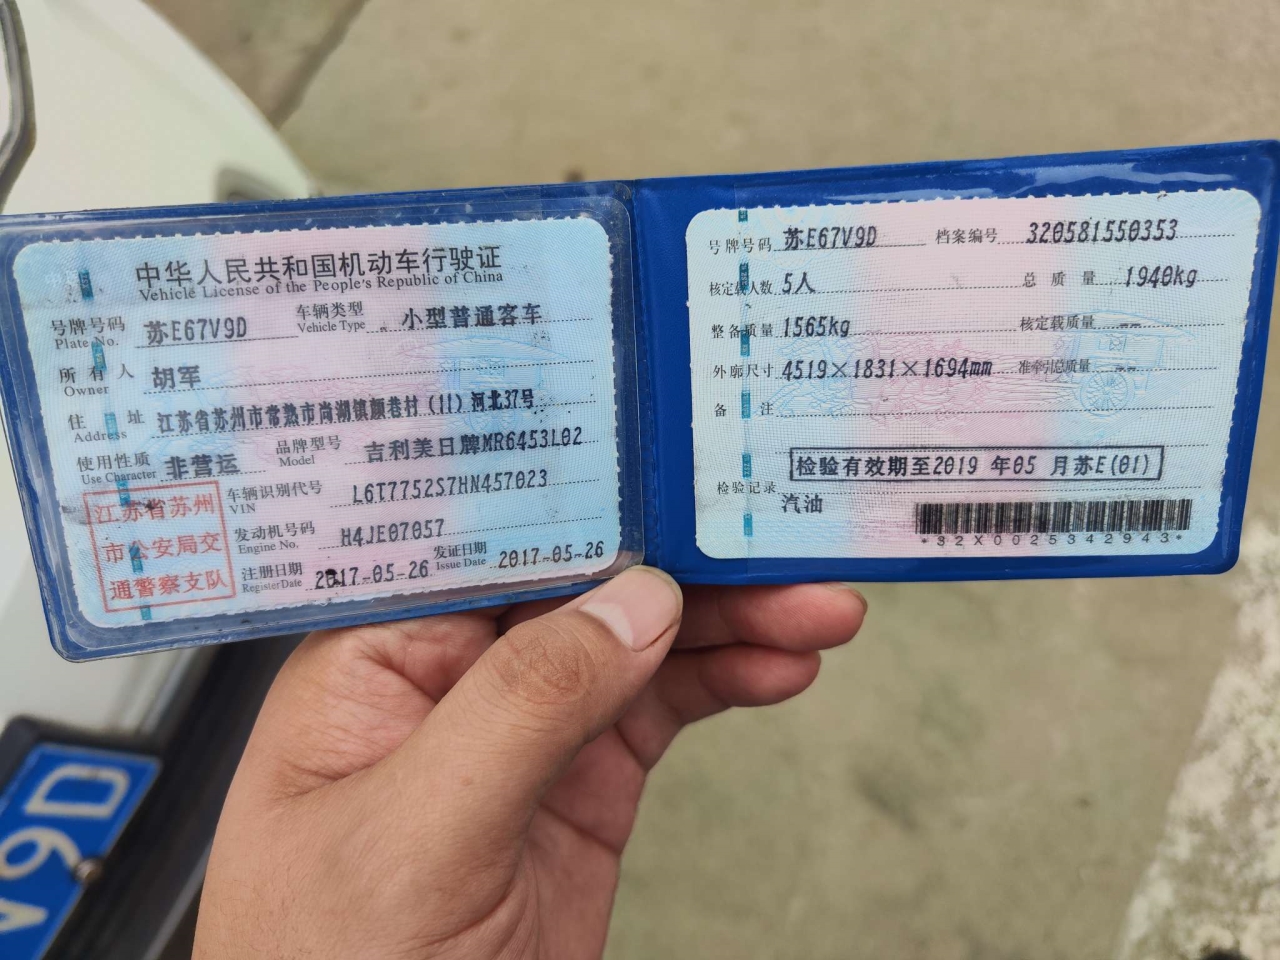 中华人民共和国机动车行驶证
Vehicle License of the People's Republic of China
号牌号码 苏E67V9D 车辆类型 小型普通客车
Plate No. Vehicle Type
所有人 胡军
Owner
住址 江苏省苏州市常熟市尚湖镇颜巷村(11)河北37号
Address
使用性质 非营运 品牌型号 吉利美日牌MR6453L02
Use Character Model
江苏省苏州
市公安局交
通警察支队
车辆识别代号 L6T7752S7HN457023
VIN
发动机号码 H4JE07057
Engine No.
注册日期 2017-05-26 发证日期 2017-05-26
Register Date Issue Date
号牌号码 苏E67V9D 档案编号 320581550353
核定载人数 5人 总质量 1940kg
整备质量 1565kg 核定载质量 --
外廓尺寸 4519×1831×1694mm 准牵引总质量 --
备注
检验有效期至2019 年05 月苏E(01)
检验记录
汽油
*32X0025342943*
V9D